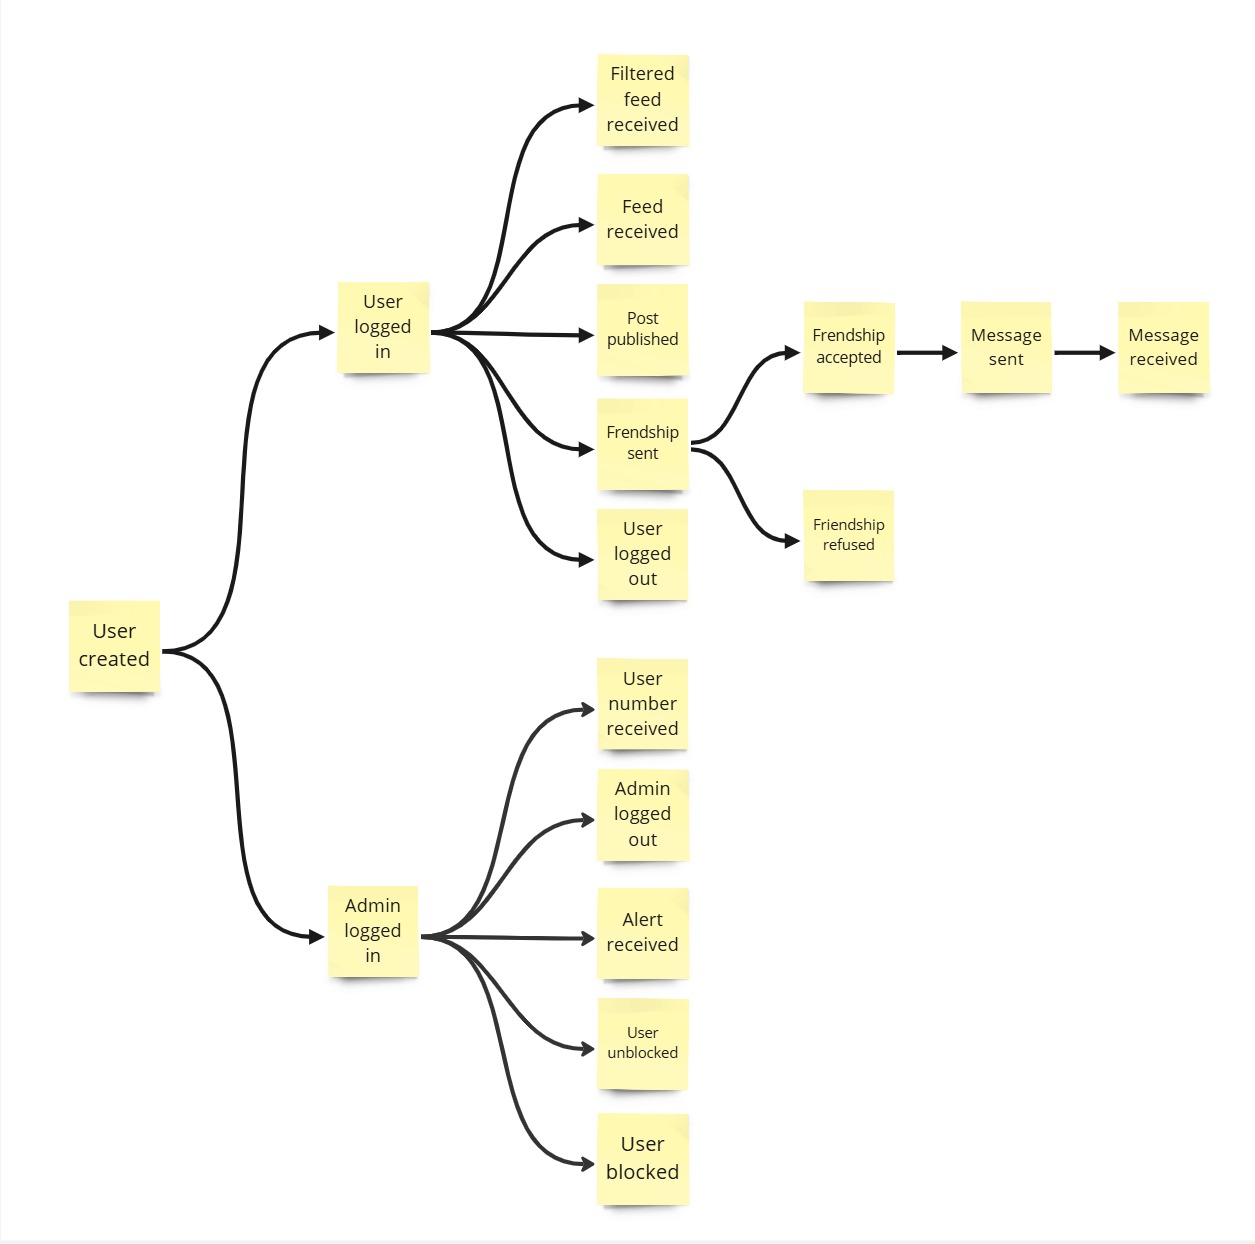 Filtered
feed
received
Feed
received
User
logged
in
Post
published
Frendship
accepted
Message
sent
Message
received
Frendship
sent
User
logged
out
Friendship
refused
User
created
User
number
received
Admin
logged
out
Admin
logged
in
Alert
received
User
unblocked
User
blocked